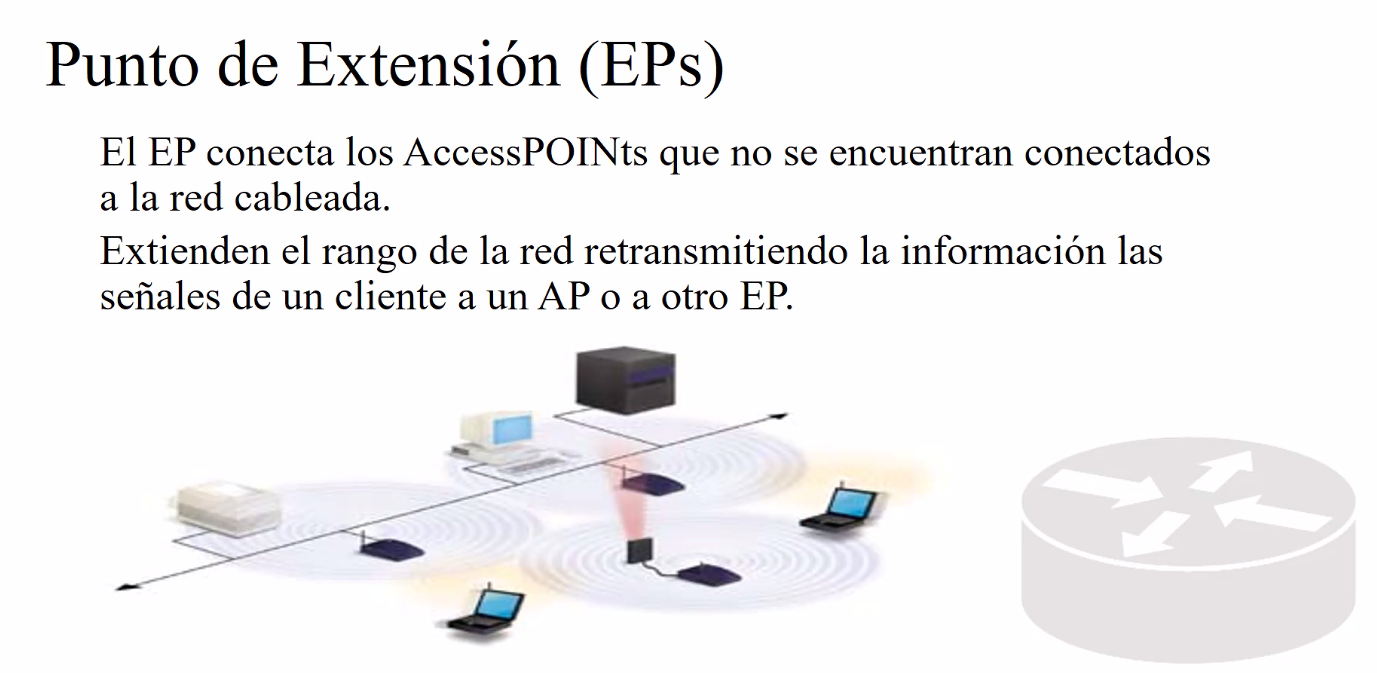 Punto de Extensión (EPs)
El EP conecta los AccessPOINts que no se encuentran conectados
a la red cableada.
Extienden el rango de la red retransmitiendo la información las
señales de un cliente a un AP o a otro EP.